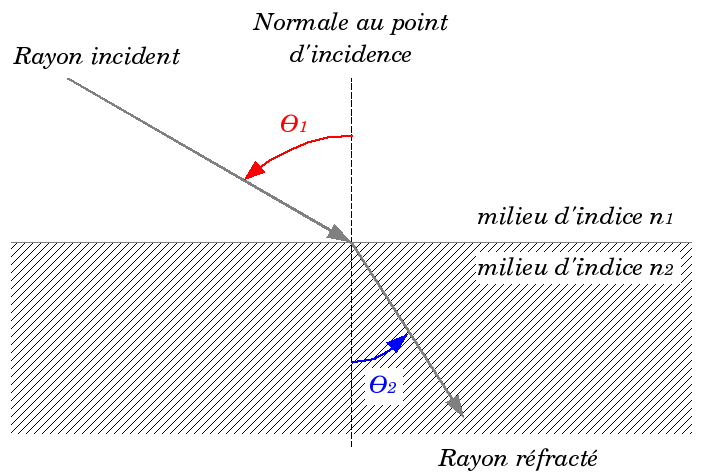 Normale au point
d'incidence
Rayon incident
Θ1
milieu d'indice n1
milieu d'indice n2
Θ2
Rayon réfracté